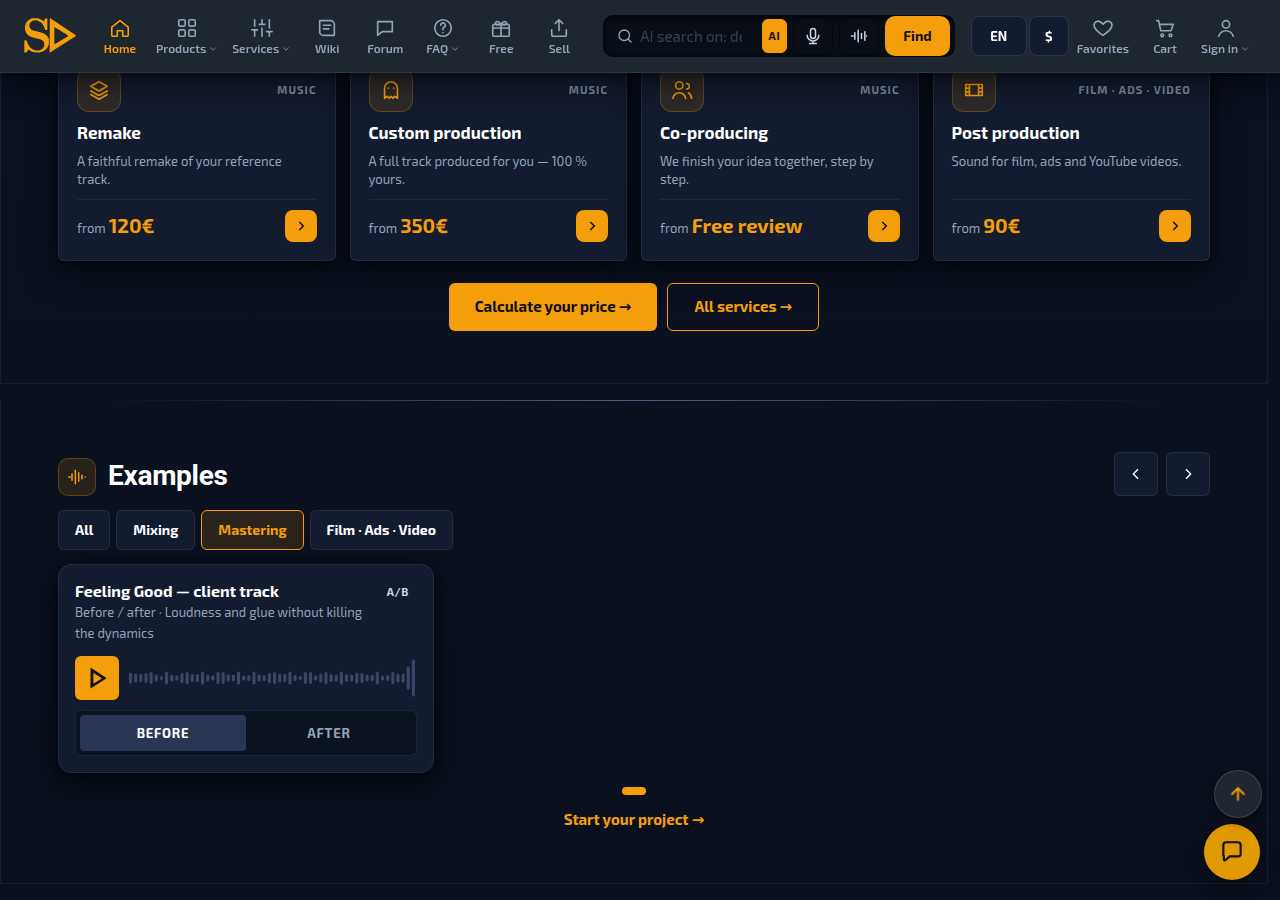 SD
Home
Products
Services
Wiki
Forum
FAQ
Free
Sell
AI search on:
AI
Find
EN
$
Favorites
Cart
Sign in
MUSIC
MUSIC
MUSIC
FILM · ADS · VIDEO
Remake
A faithful remake of your reference
track.
from 120€
Custom production
A full track produced for you — 100 %
yours.
from 350€
Co-producing
We finish your idea together, step by
step.
from Free review
Post production
Sound for film, ads and YouTube videos.
from 90€
Calculate your price →
All services →
Examples
All
Mixing
Mastering
Film · Ads · Video
Feeling Good — client track
A/B
Before / after · Loudness and glue without killing
the dynamics
BEFORE
AFTER
Start your project →